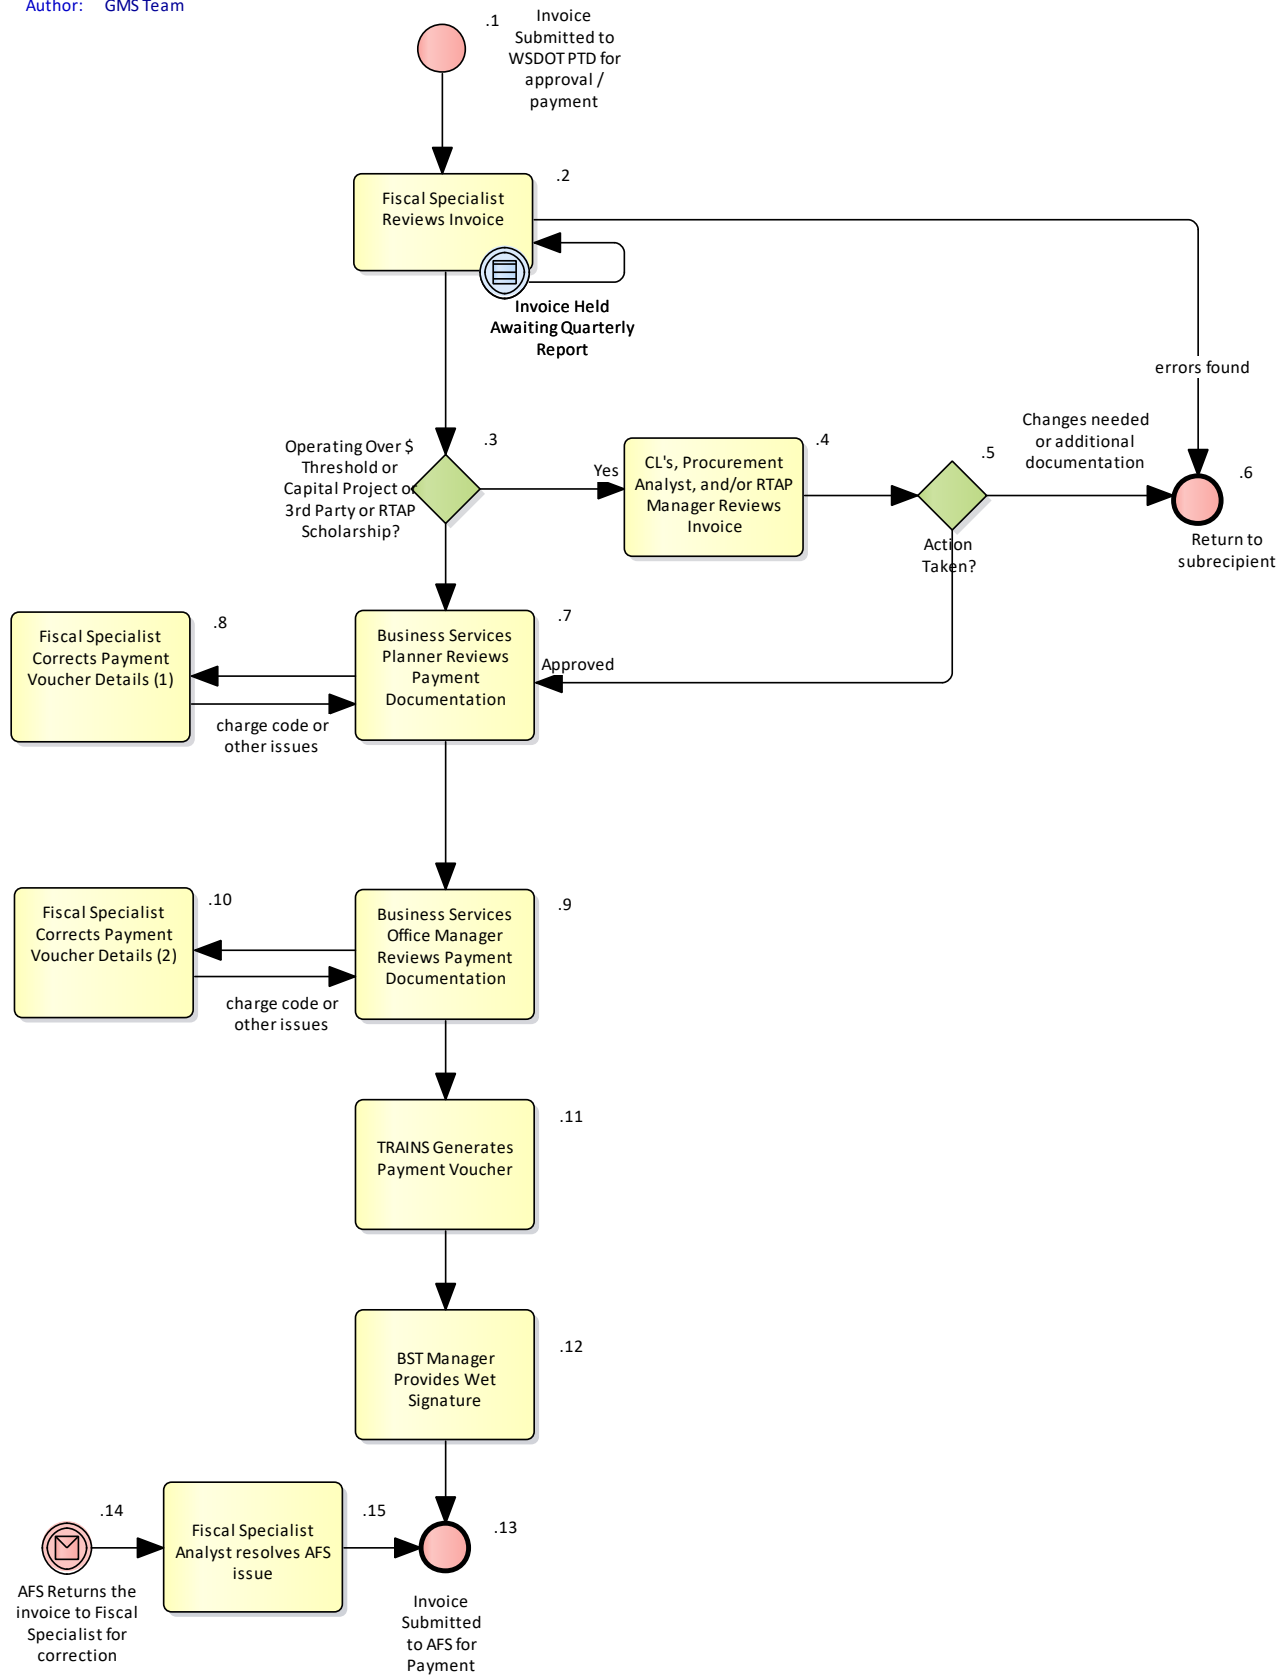 Author: GMS Team
.1
Invoice
Submitted to
WSDOT PTD for
approval /
payment
.2
Fiscal Specialist
Reviews Invoice
Invoice Held
Awaiting Quarterly
Report
errors found
Operating Over $
Threshold or
Capital Project or
3rd Party or RTAP
Scholarship?
.3
Yes
CL's, Procurement
Analyst, and/or RTAP
Manager Reviews
Invoice
.4
.5
Action
Taken?
Changes needed
or additional
documentation
.6
Return to
subrecipient
Fiscal Specialist
Corrects Payment
Voucher Details (1)
.8
charge code or
other issues
Business Services
Planner Reviews
Payment
Documentation
.7
Approved
Fiscal Specialist
Corrects Payment
Voucher Details (2)
.10
charge code or
other issues
Business Services
Office Manager
Reviews Payment
Documentation
.9
TRAINS Generates
Payment Voucher
.11
BST Manager
Provides Wet
Signature
.12
.14
AFS Returns the
invoice to Fiscal
Specialist for
correction
Fiscal Specialist
Analyst resolves AFS
issue
.15
.13
Invoice
Submitted
to AFS for
Payment